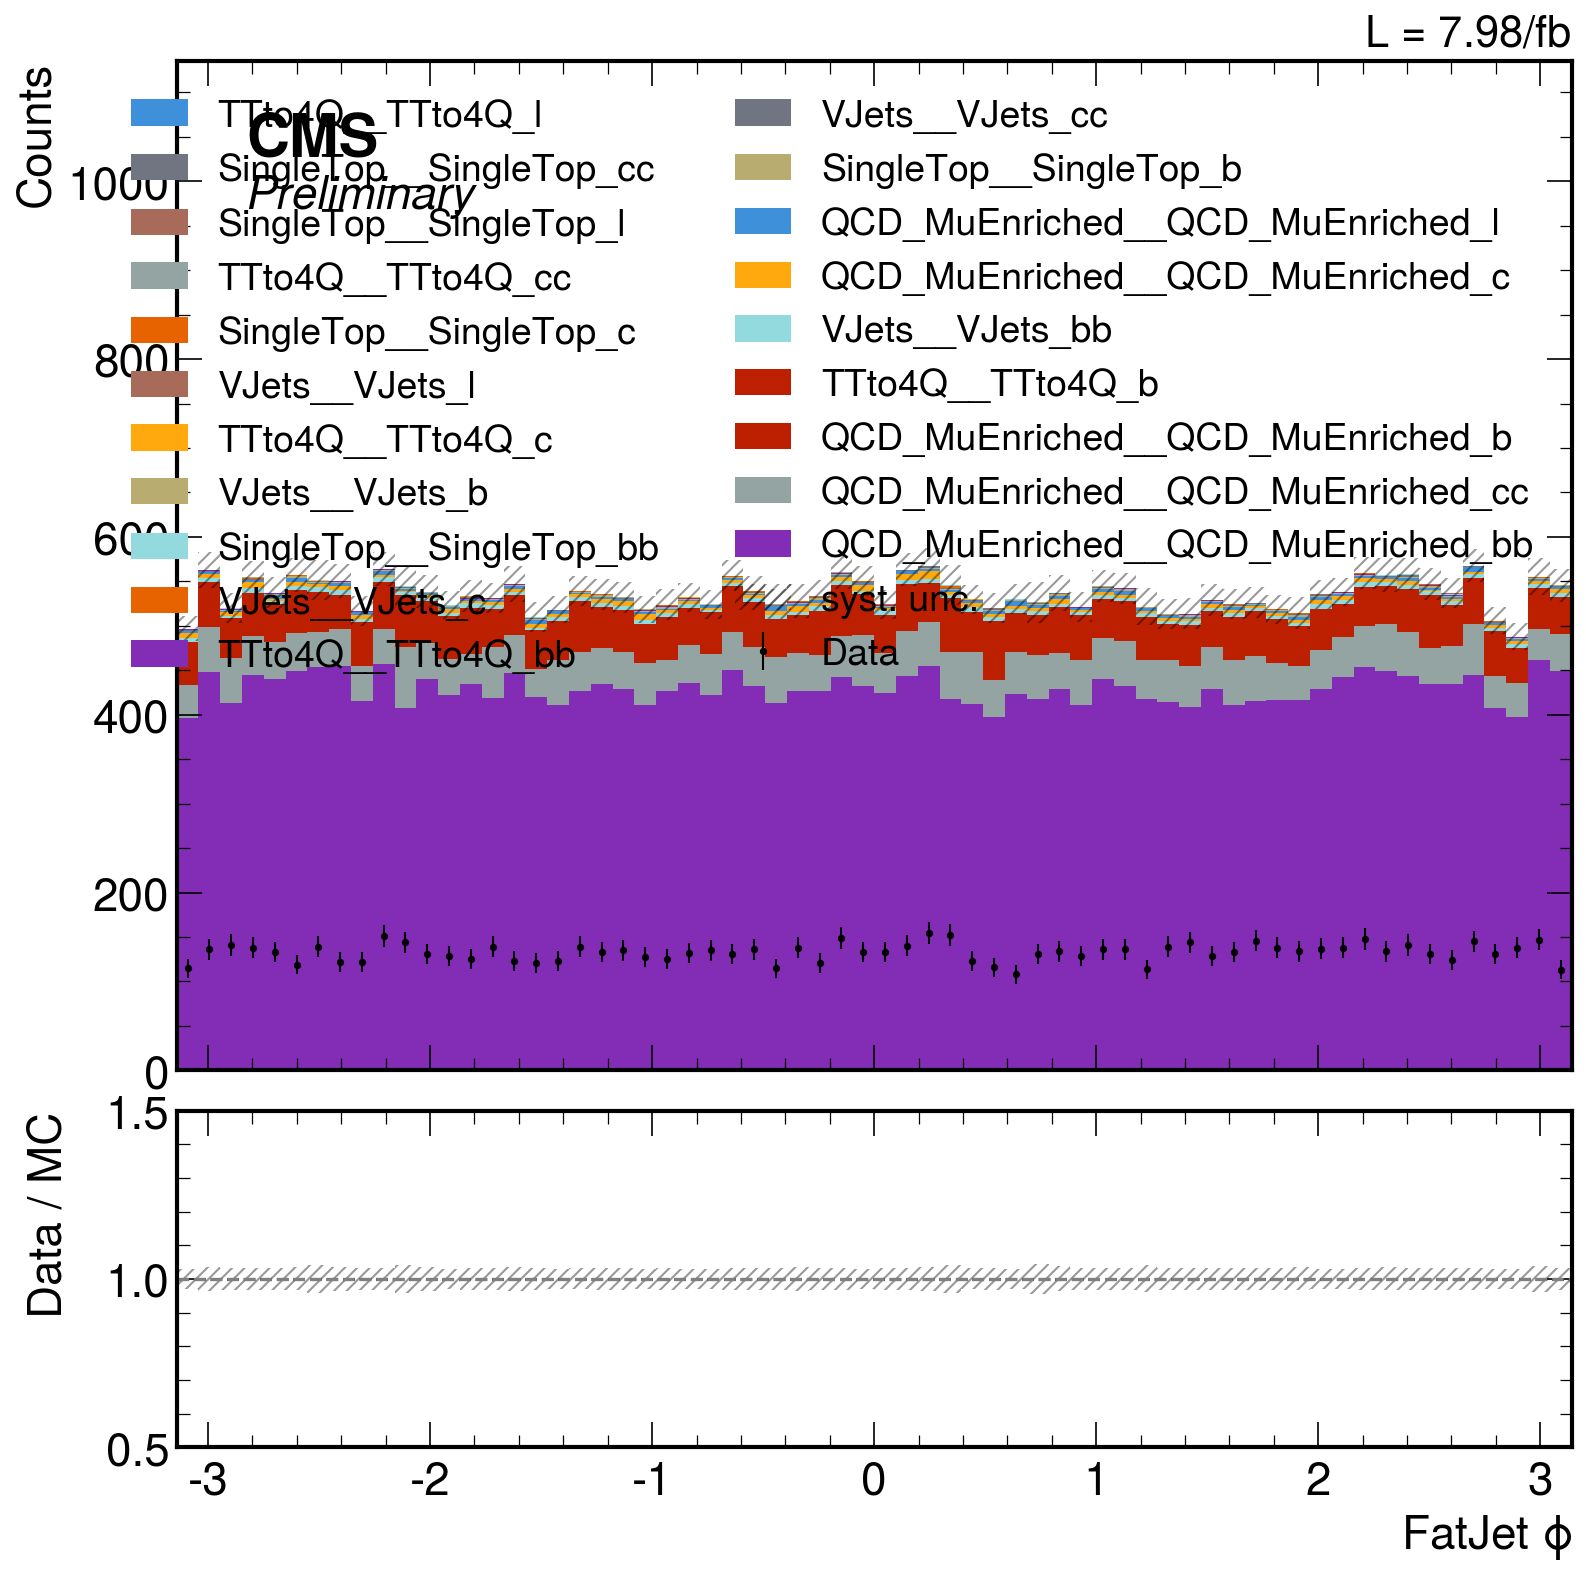 L = 7.98/fb
Counts
CMS
Preliminary
TTto4Q__TTto4Q_l
SingleTop__SingleTop_cc
SingleTop__SingleTop_l
TTto4Q__TTto4Q_cc
SingleTop__SingleTop_c
VJets__VJets_l
TTto4Q__TTto4Q_c
VJets__VJets_b
SingleTop__SingleTop_bb
VJets__VJets_c
TTto4Q__TTto4Q_bb
VJets__VJets_cc
SingleTop__SingleTop_b
QCD_MuEnriched__QCD_MuEnriched_l
QCD_MuEnriched__QCD_MuEnriched_c
VJets__VJets_bb
TTto4Q__TTto4Q_b
QCD_MuEnriched__QCD_MuEnriched_b
QCD_MuEnriched__QCD_MuEnriched_cc
QCD_MuEnriched__QCD_MuEnriched_bb
syst. unc.
Data
1000
800
600
400
200
0
Data / MC
1.5
1.0
0.5
-3 -2 -1 0 1 2 3
FatJet ϕ